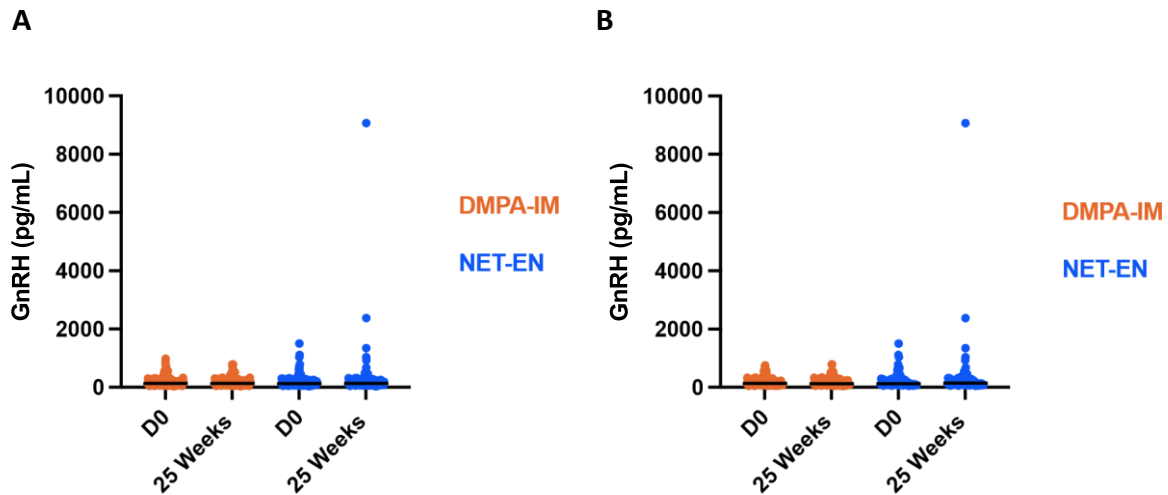 A
GnRH (pg/mL)
10000
8000
6000
4000
2000
0
D0
25 Weeks
D0
25 Weeks
DMPA-IM
NET-EN
B
GnRH (pg/mL)
10000
8000
6000
4000
2000
0
D0
25 Weeks
D0
25 Weeks
DMPA-IM
NET-EN